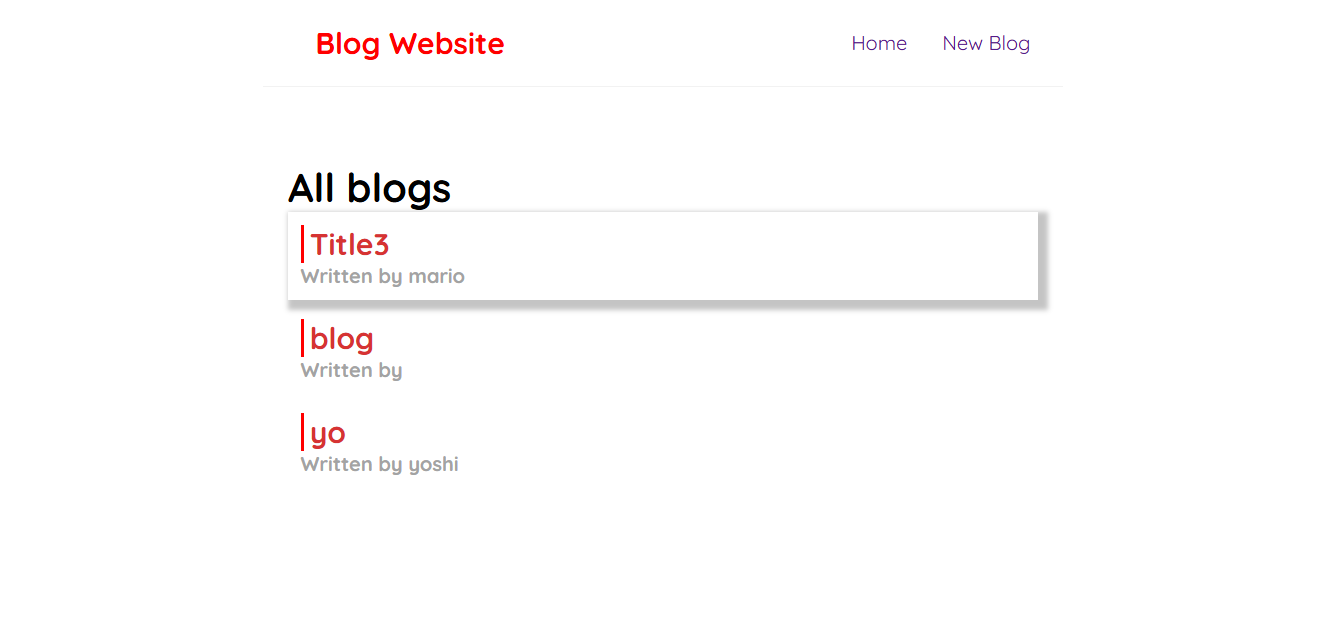 Blog Website
Home New Blog
All blogs
Title3
Written by mario
blog
Written by
yo
Written by yoshi